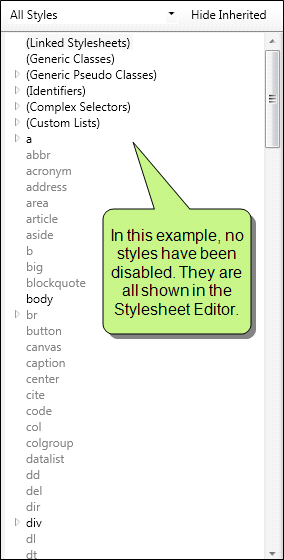 All Styles Hide Inherited
(Linked Stylesheets)
(Generic Classes)
(Generic Pseudo Classes)
(Identifiers)
(Complex Selectors)
(Custom Lists)
a
abbr
acronym
address
area
article
aside
b
big
blockquote
body
br
button
canvas
caption
center
cite
code
col
colgroup
datalist
dd
del
dir
div
dl
dt
In this example, no
styles have been
disabled. They are
all shown in the
Stylesheet Editor.